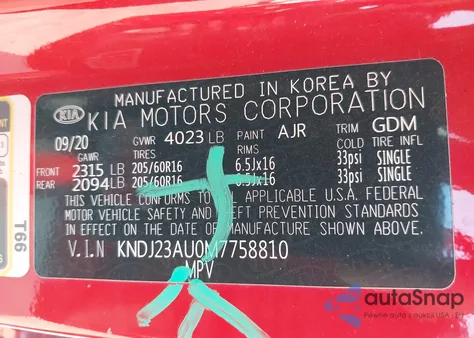 MANUFACTURED IN KOREA BY
KIA KIA MOTORS CORPORATION
09/20 GVWR 4023 LB PAINT AJR TRIM GDM
GAWR TIRES RIMS COLD TIRE INFL
FRONT 2315 LB 205/60R16 6.5Jx16 33psi SINGLE
REAR 2094 LB 205/60R16 6.5Jx16 33psi SINGLE
THIS VEHICLE CONFORMS TO ALL APPLICABLE U.S.A. FEDERAL
MOTOR VEHICLE SAFETY AND THEFT PREVENTION STANDARDS
IN EFFECT ON THE DATE OF MANUFACTURE SHOWN ABOVE.
V.I.N KNDJ23AU0M7758810
MPV
T66
autoSnap